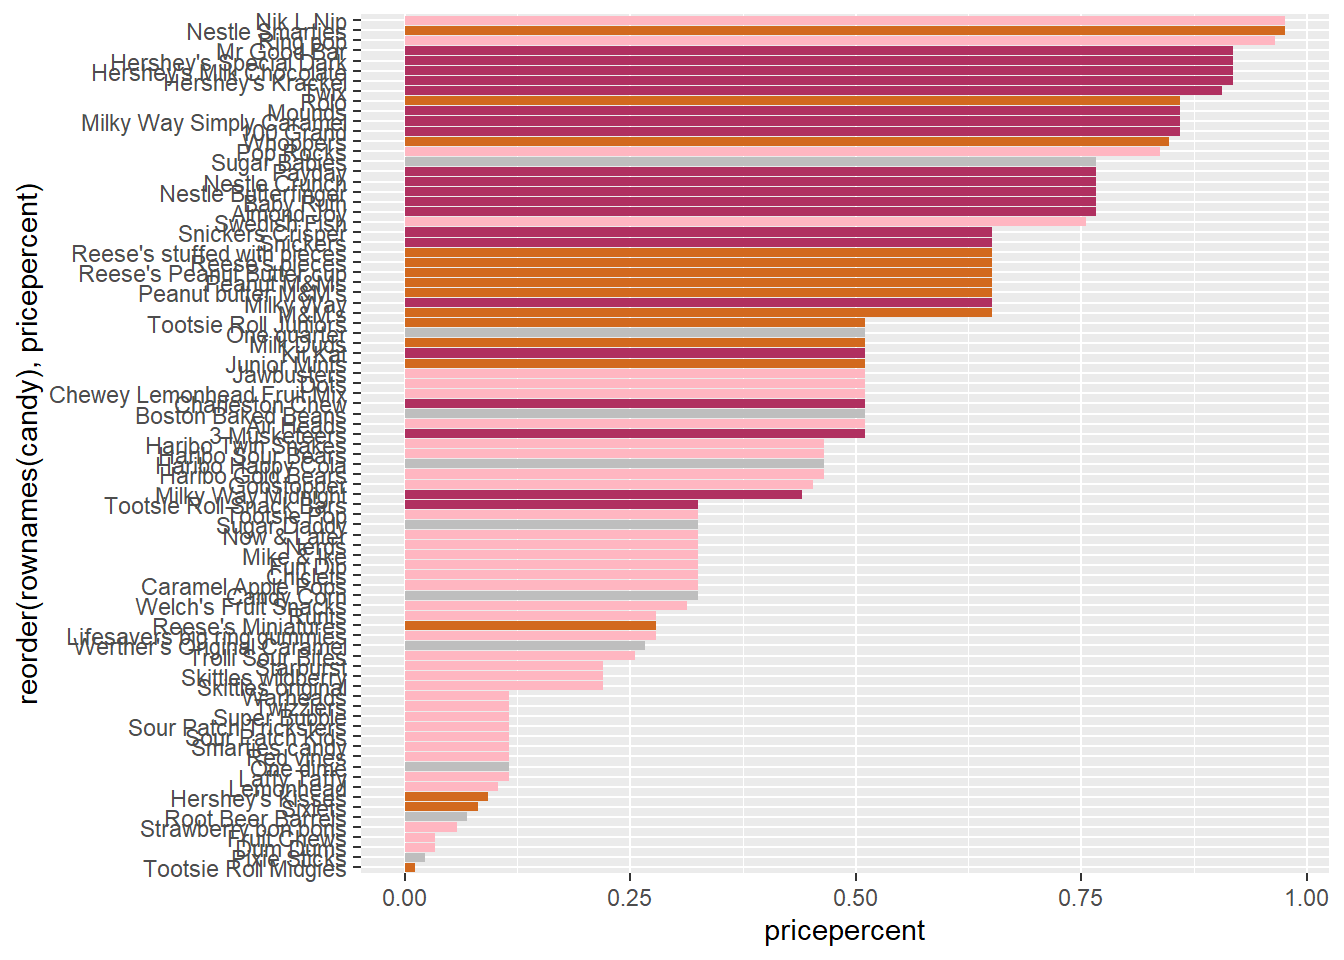 Nik L Nip
Nestle Smarties
Ring pop
Mr Good Bar
Hershey's Special Dark
Hershey's Milk Chocolate
Hershey's Krackel
Twix
Rolo
Mounds
Milky Way Simply Caramel
100 Grand
Whoppers
Pop Rocks
Sugar Babies
Payday
Nestle Crunch
Nestle Butterfinger
Baby Ruth
Almond Joy
Swedish Fish
Snickers Crisper
Snickers
Reese's stuffed with pieces
Reese's pieces
Reese's Peanut Butter cup
Peanut M&Ms
Peanut butter M&M's
Milky Way
M&M's
Tootsie Roll Juniors
One quarter
Milk Duds
Kit Kat
Junior Mints
Jawbusters
Dots
Chewey Lemonhead Fruit Mix
Charleston Chew
Boston Baked Beans
Air Heads
3 Musketeers
Haribo Twin Snakes
Haribo Sour Bears
Haribo Happy Cola
Haribo Gold Bears
Gobstopper
Milky Way Midnight
Tootsie Roll Snack Bars
Tootsie Pop
Sugar Daddy
Now & Later
Nerds
Mike & Ike
Fun Dip
Chiclets
Caramel Apple Pops
Candy Corn
Welch's Fruit Snacks
Runts
Reese's Miniatures
Lifesavers big ring gummies
Werther's Original Caramel
Trolli Sour Bites
Starburst
Skittles wildberry
Skittles original
Warheads
Twizzlers
Super Bubble
Sour Patch Tricksters
Sour Patch Kids
Smarties candy
Red vines
One dime
Laffy Taffy
Lemonhead
Hershey's Kisses
Sixlets
Root Beer Barrels
Strawberry bon bons
Fruit Chews
Dum Dums
Pixie Sticks
Tootsie Roll Midgies
reorder(rownames(candy), pricepercent)
0.00 0.25 0.50 0.75 1.00
pricepercent